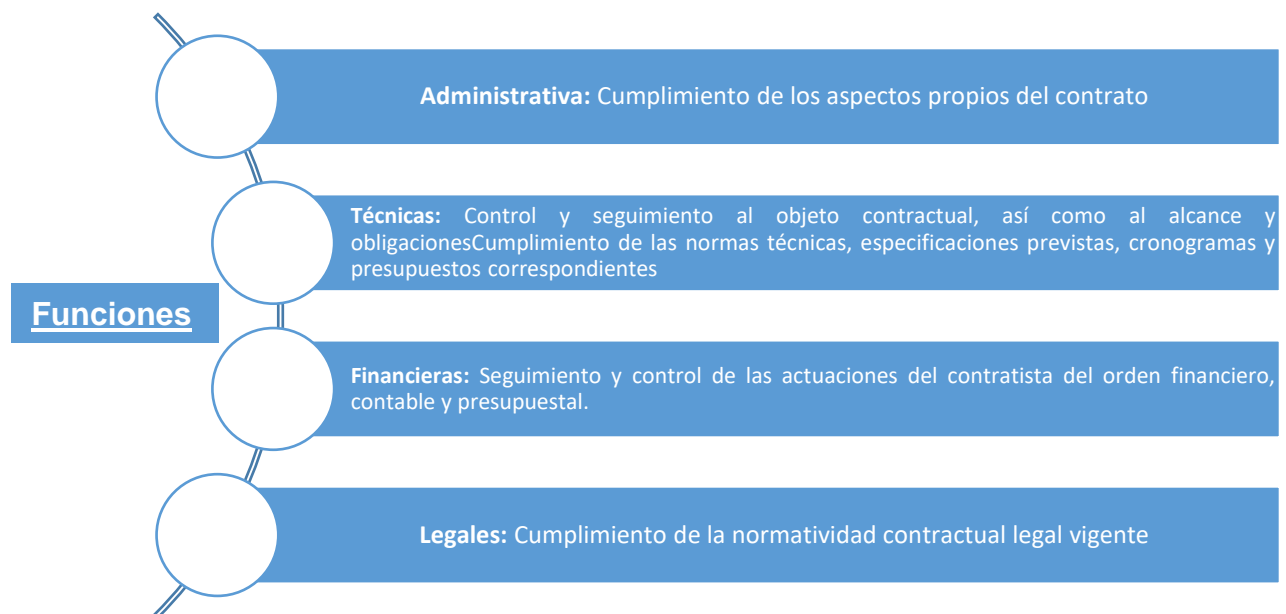 Administrativa: Cumplimiento de los aspectos propios del contrato
Técnicas: Control y seguimiento al objeto contractual, así como al alcance y
obligacionesCumplimiento de las normas técnicas, especificaciones previstas, cronogramas y
presupuestos correspondientes
Funciones
Financieras: Seguimiento y control de las actuaciones del contratista del orden financiero,
contable y presupuestal.
Legales: Cumplimiento de la normatividad contractual legal vigente